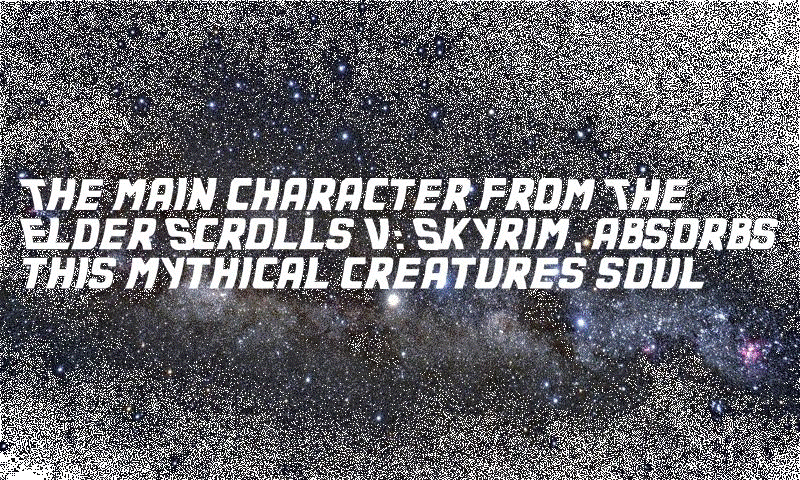 THE MAIN CHARACTER FROM THE
ELDER SCROLLS V: SKYRIM, ABSORBS
THIS MYTHICAL CREATURES SOUL